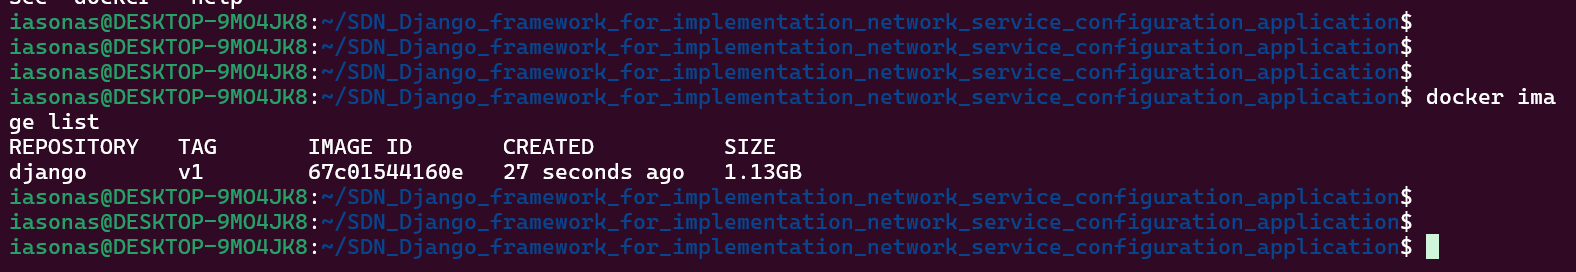 See 'docker --help'
iasonas@DESKTOP-9MO4JK8:~/SDN_Django_framework_for_implementation_network_service_configuration_application$
iasonas@DESKTOP-9MO4JK8:~/SDN_Django_framework_for_implementation_network_service_configuration_application$
iasonas@DESKTOP-9MO4JK8:~/SDN_Django_framework_for_implementation_network_service_configuration_application$
iasonas@DESKTOP-9MO4JK8:~/SDN_Django_framework_for_implementation_network_service_configuration_application$ docker ima
ge list
REPOSITORY   TAG       IMAGE ID       CREATED          SIZE
django       v1        67c01544160e   27 seconds ago   1.13GB
iasonas@DESKTOP-9MO4JK8:~/SDN_Django_framework_for_implementation_network_service_configuration_application$
iasonas@DESKTOP-9MO4JK8:~/SDN_Django_framework_for_implementation_network_service_configuration_application$
iasonas@DESKTOP-9MO4JK8:~/SDN_Django_framework_for_implementation_network_service_configuration_application$